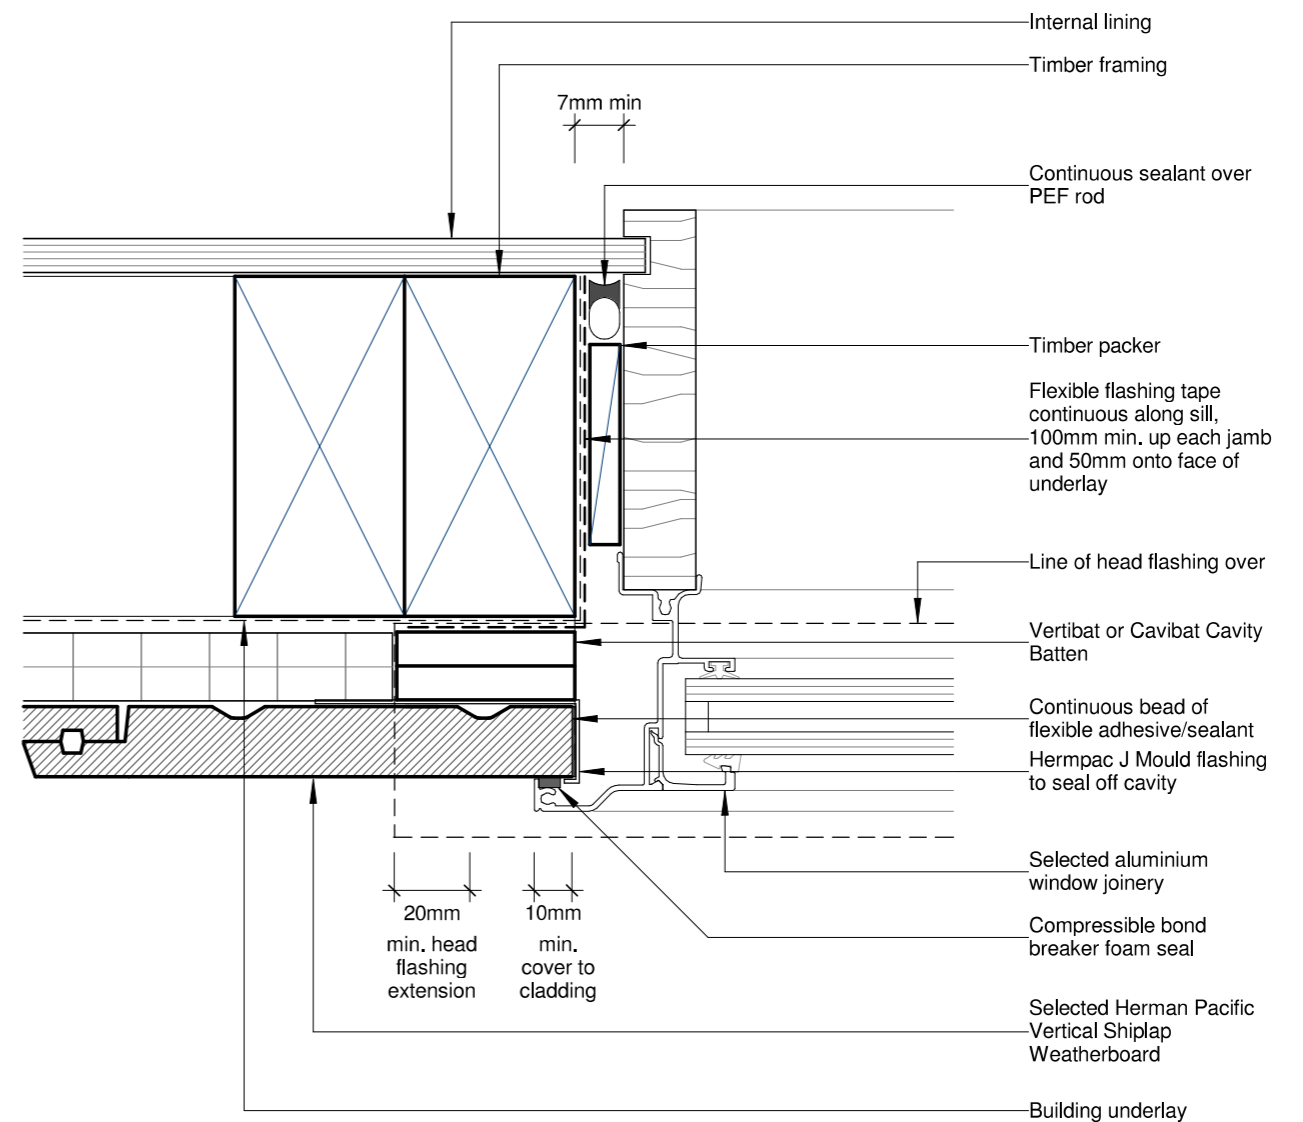 Internal lining
Timber framing
7mm min
Continuous sealant over
PEF rod
Timber packer
Flexible flashing tape
continuous along sill,
100mm min. up each jamb
and 50mm onto face of
underlay
Line of head flashing over
Vertibat or Cavibat Cavity
Batten
Continuous bead of
flexible adhesive/sealant
Hermpac J Mould flashing
to seal off cavity
Selected aluminium
window joinery
20mm
min. head
flashing
extension
10mm
min.
cover to
cladding
Compressible bond
breaker foam seal
Selected Herman Pacific
Vertical Shiplap
Weatherboard
Building underlay